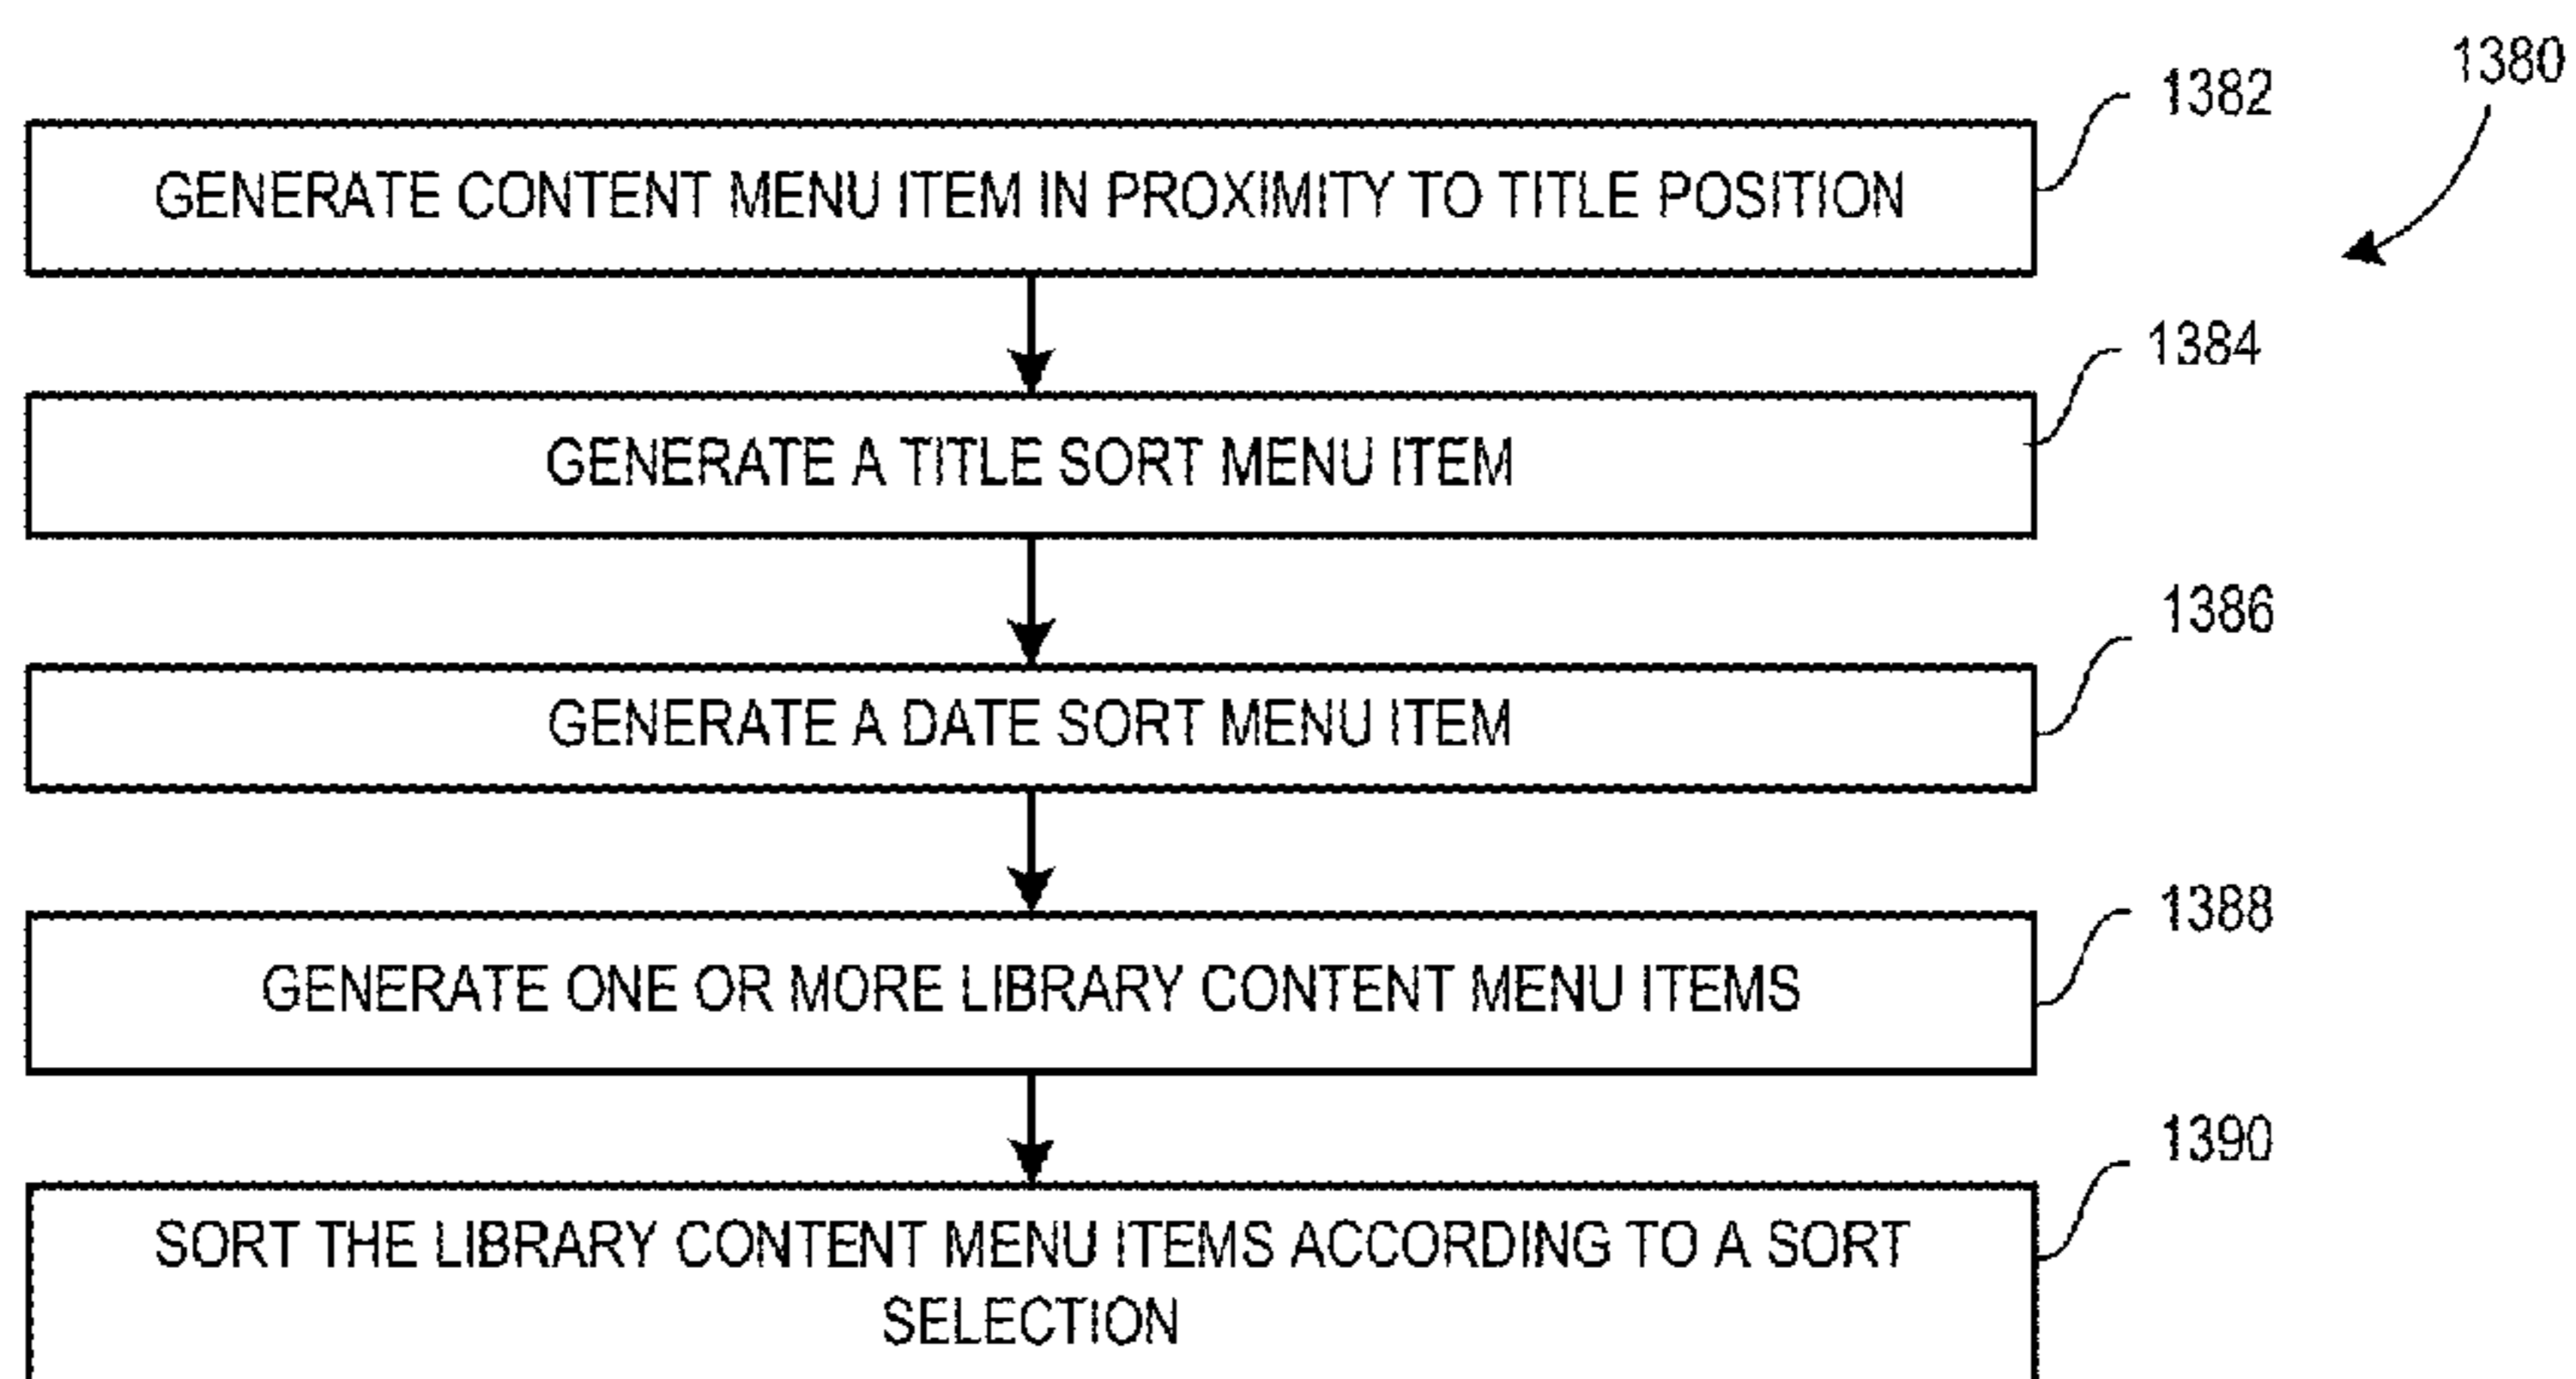 1380
1382
GENERATE CONTENT MENU ITEM IN PROXIMITY TO TITLE POSITION
1384
GENERATE A TITLE SORT MENU ITEM
1386
GENERATE A DATE SORT MENU ITEM
1388
GENERATE ONE OR MORE LIBRARY CONTENT MENU ITEMS
1390
SORT THE LIBRARY CONTENT MENU ITEMS ACCORDING TO A SORT
SELECTION